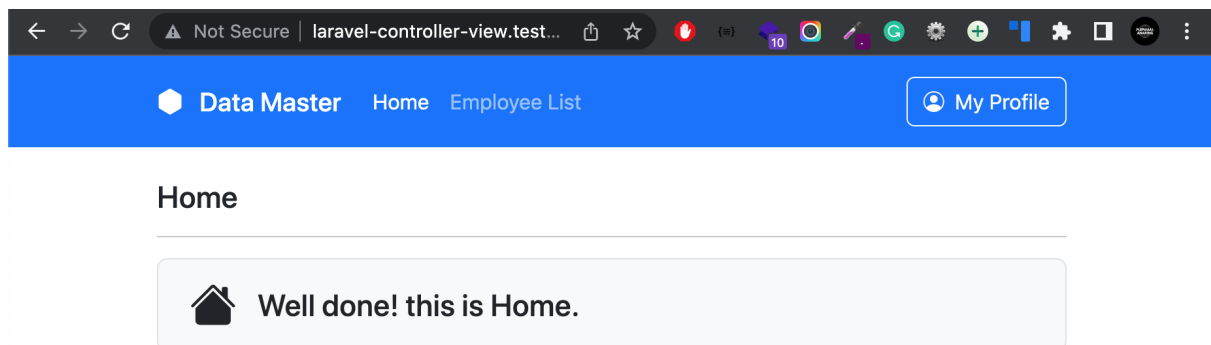 Not Secure | laravel-controller-view.test...
10
Data Master Home Employee List My Profile
Home
Well done! this is Home.